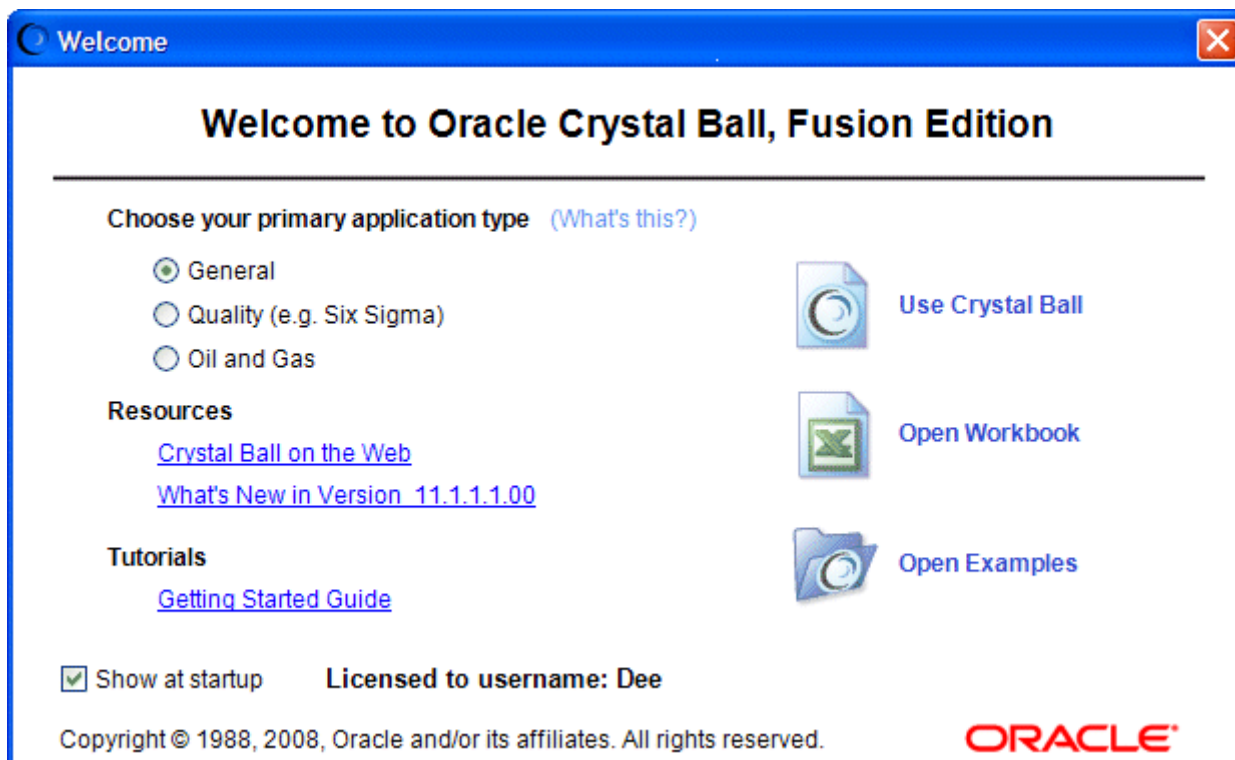 Welcome
Welcome to Oracle Crystal Ball, Fusion Edition
Choose your primary application type (What's this?)
General
Quality (e.g. Six Sigma)
Oil and Gas
Resources
Crystal Ball on the Web
What's New in Version 11.1.1.1.00
Tutorials
Getting Started Guide
Use Crystal Ball
Open Workbook
Open Examples
Show at startup Licensed to username: Dee
Copyright © 1988, 2008, Oracle and/or its affiliates. All rights reserved.
ORACLE